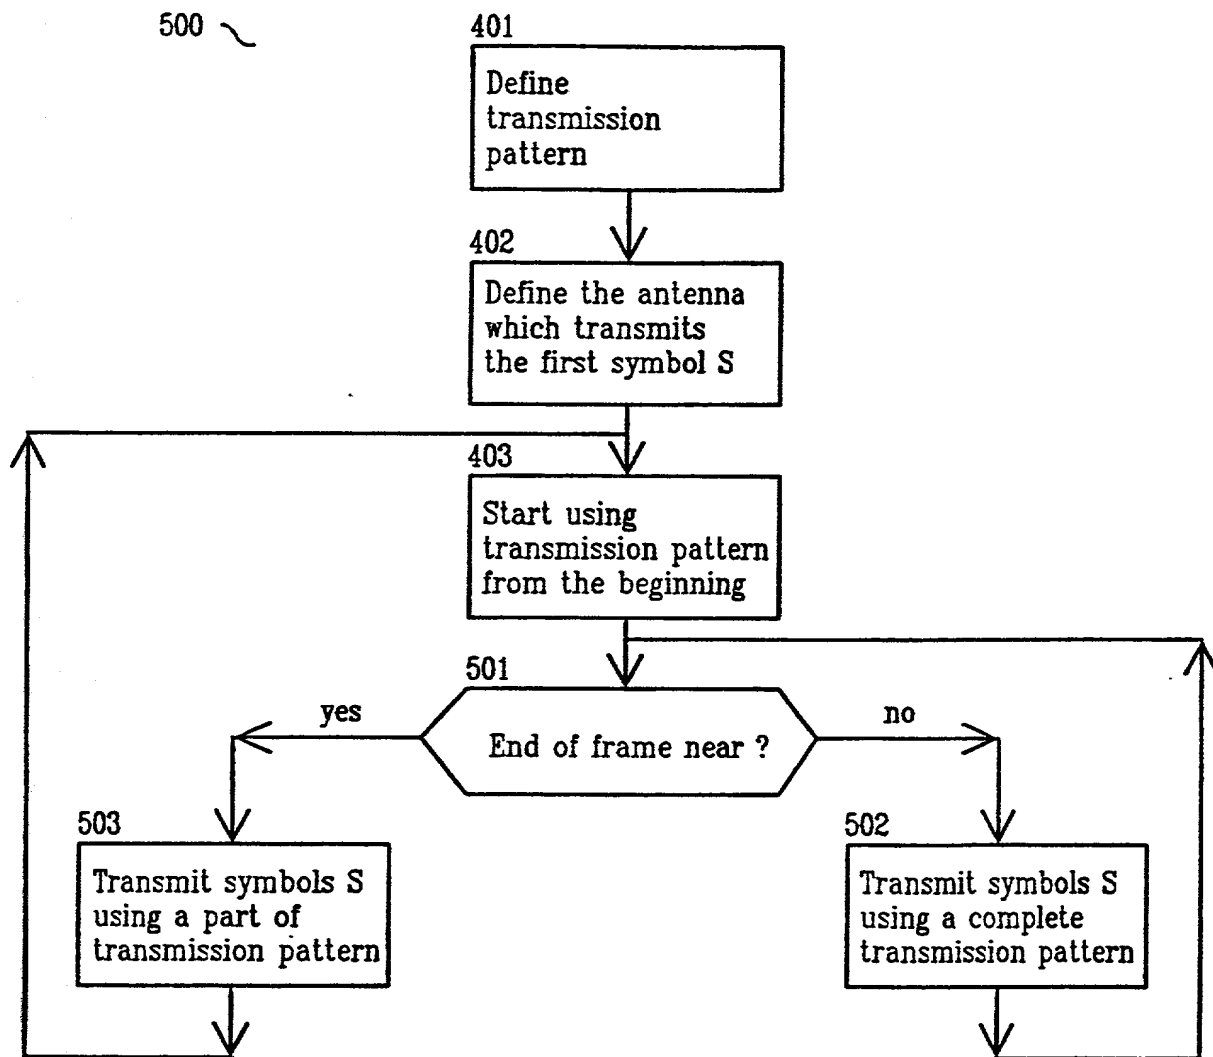 500
401
Define
transmission
pattern
402
Define the antenna
which transmits
the first symbol S
403
Start using
transmission pattern
from the beginning
501
yes
no
End of frame near ?
503
Transmit symbols S
using a part of
transmission pattern
502
Transmit symbols S
using a complete
transmission pattern